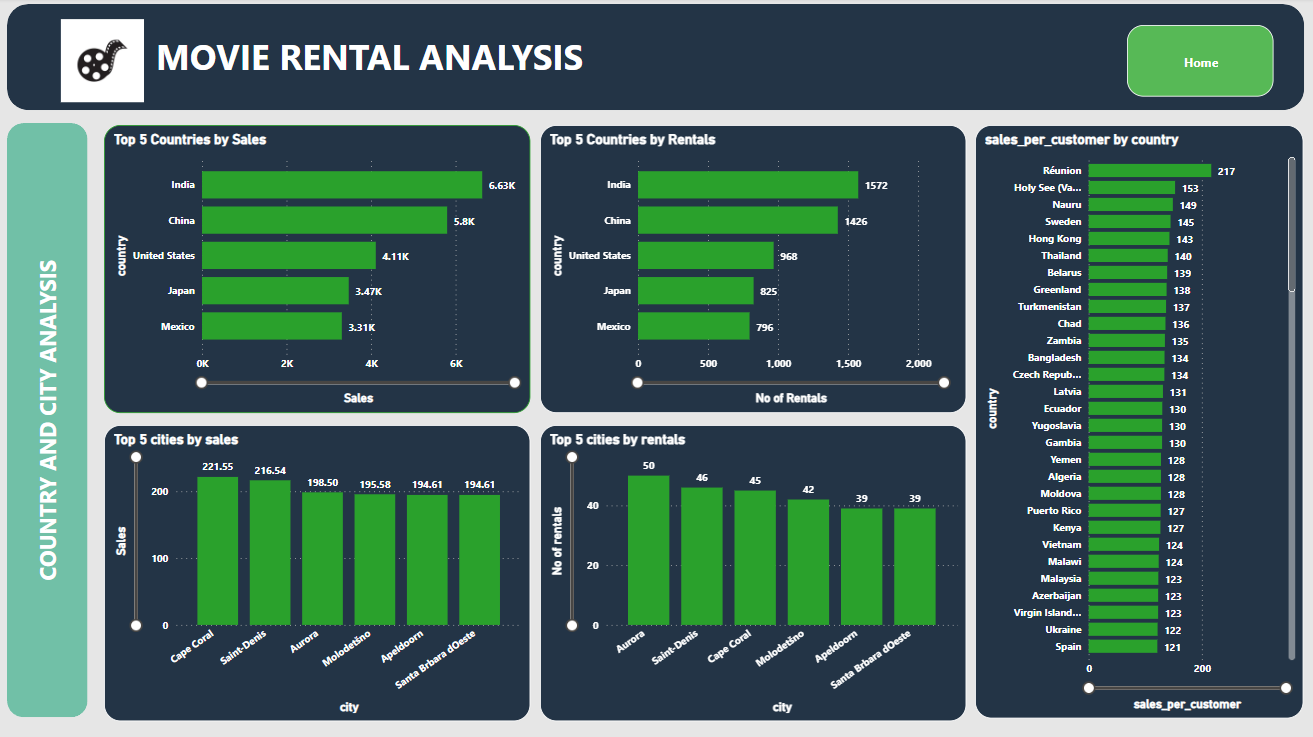 MOVIE RENTAL ANALYSIS
Home
COUNTRY AND CITY ANALYSIS
Top 5 Countries by Sales
country
India 6.63K
China 5.8K
United States 4.11K
Japan 3.47K
Mexico 3.31K
0K 2K 4K 6K
Sales
Top 5 Countries by Rentals
country
India 1572
China 1426
United States 968
Japan 825
Mexico 796
0 500 1,000 1,500 2,000
No of Rentals
sales_per_customer by country
country
Réunion 217
Holy See (Va... 153
Nauru 149
Sweden 145
Hong Kong 143
Thailand 140
Belarus 139
Greenland 138
Turkmenistan 137
Chad 136
Zambia 135
Bangladesh 134
Czech Repub... 134
Latvia 131
Ecuador 130
Yugoslavia 130
Gambia 130
Yemen 128
Algeria 128
Moldova 128
Puerto Rico 127
Kenya 127
Vietnam 124
Malawi 124
Malaysia 123
Azerbaijan 123
Virgin Island... 123
Ukraine 122
Spain 121
0 200
sales_per_customer
Top 5 cities by sales
Sales
200
100
0
221.55 216.54 198.50 195.58 194.61 194.61
Cape Coral Saint-Denis Aurora Molodetšno Apeldoorn Santa Brbara dOeste
city
Top 5 cities by rentals
No of rentals
40
20
0
50 46 45 42 39 39
Aurora Saint-Denis Cape Coral Molodetšno Apeldoorn Santa Brbara dOeste
city